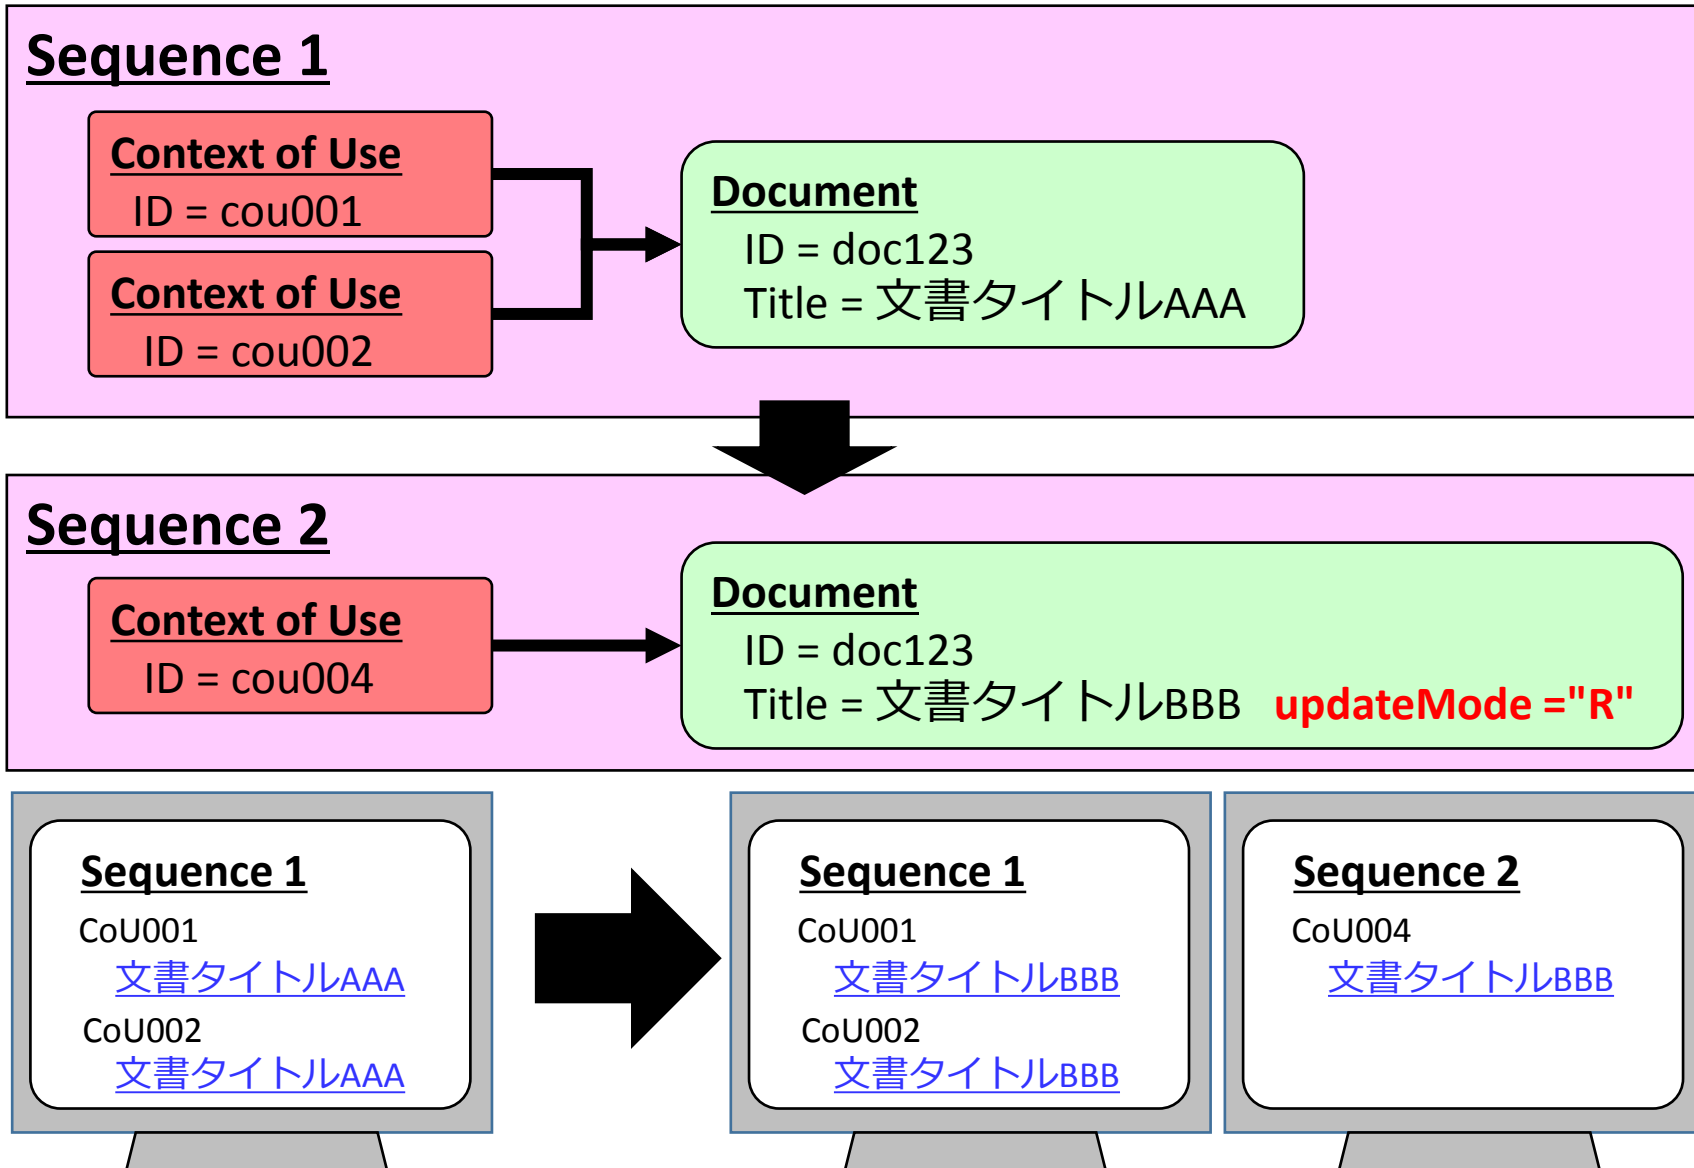 Sequence 1
Context of Use
ID = cou001
Context of Use
ID = cou002
Document
ID = doc123
Title = 文書タイトルAAA
Sequence 2
Context of Use
ID = cou004
Document
ID = doc123
Title = 文書タイトルBBB updateMode ="R"
Sequence 1
CoU001
文書タイトルAAA
CoU002
文書タイトルAAA
Sequence 1
CoU001
文書タイトルBBB
CoU002
文書タイトルBBB
Sequence 2
CoU004
文書タイトルBBB